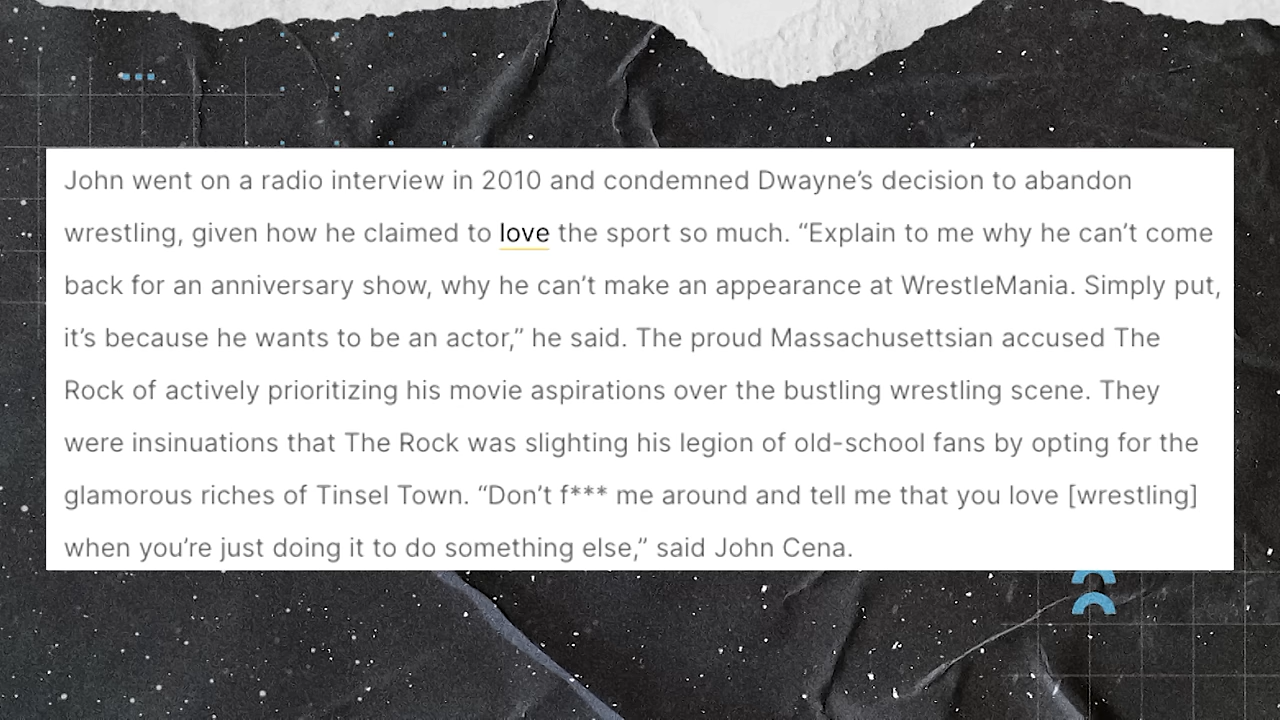 John went on a radio interview in 2010 and condemned Dwayne’s decision to abandon
wrestling, given how he claimed to love the sport so much. “Explain to me why he can’t come
back for an anniversary show, why he can’t make an appearance at WrestleMania. Simply put,
it’s because he wants to be an actor,” he said. The proud Massachusettsian accused The
Rock of actively prioritizing his movie aspirations over the bustling wrestling scene. They
were insinuations that The Rock was slighting his legion of old-school fans by opting for the
glamorous riches of Tinsel Town. “Don’t f*** me around and tell me that you love [wrestling]
when you’re just doing it to do something else,” said John Cena.